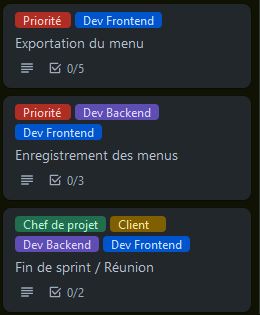 Priorité Dev Frontend
Exportation du menu
0/5
Priorité Dev Backend
Dev Frontend
Enregistrement des menus
0/3
Chef de projet Client
Dev Backend Dev Frontend
Fin de sprint / Réunion
0/2